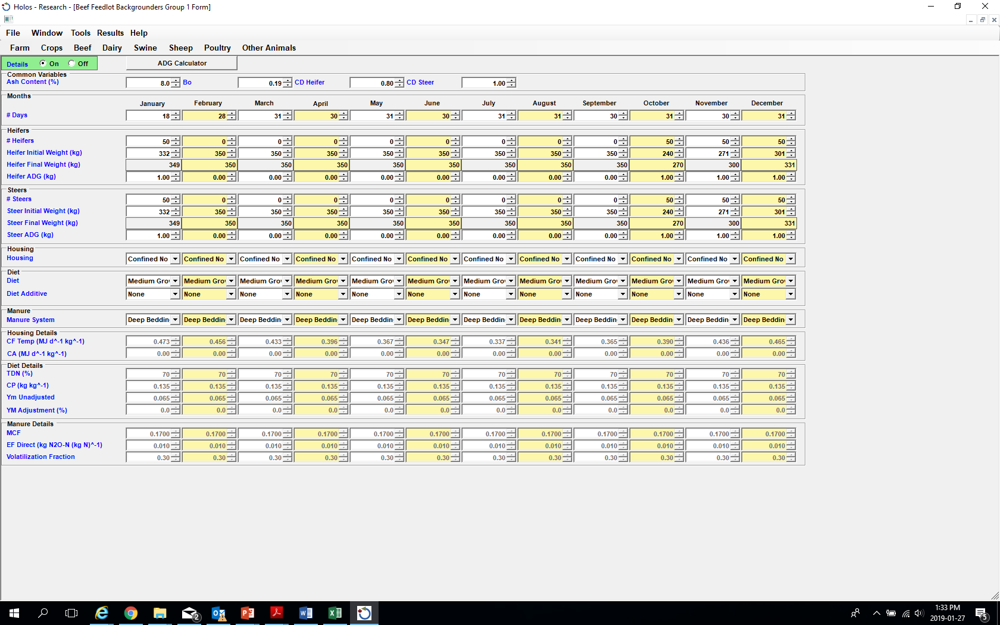 Holos - Research - [Beef Feedlot Backgrounders Group 1 Form]
File Window Tools Results Help
Farm Crops Beef Dairy Swine Sheep Poultry Other Animals
Details On Off ADG Calculator
Common Variables
Ash Content (%) 8.0 Bo 0.19 CD Heifer 0.80 CD Steer 1.00
Months
January February March April May June July August September October November December
# Days 18 28 31 30 31 30 31 31 30 31 30 31
Heifers
# Heifers 50 0 0 0 0 0 0 0 0 50 50 50
Heifer Initial Weight (kg) 332 350 350 350 350 350 350 350 350 240 271 301
Heifer Final Weight (kg) 349 350 350 350 350 350 350 350 350 270 300 331
Heifer ADG (kg) 1.00 0.00 0.00 0.00 0.00 0.00 0.00 0.00 0.00 1.00 1.00 1.00
Steers
# Steers 50 0 0 0 0 0 0 0 0 50 50 50
Steer Initial Weight (kg) 332 350 350 350 350 350 350 350 350 240 271 301
Steer Final Weight (kg) 349 350 350 350 350 350 350 350 350 270 300 331
Steer ADG (kg) 1.00 0.00 0.00 0.00 0.00 0.00 0.00 0.00 0.00 1.00 1.00 1.00
Housing
Housing Confined No Confined No Confined No Confined No Confined No Confined No Confined No Confined No Confined No Confined No Confined No Confined No
Diet
Diet Medium Grov Medium Grov Medium Grov Medium Grov Medium Grov Medium Grov Medium Grov Medium Grov Medium Grov Medium Grov Medium Grov Medium Grov
Diet Additive None None None None None None None None None None None None
Manure
Manure System Deep Beddin Deep Beddin Deep Beddin Deep Beddin Deep Beddin Deep Beddin Deep Beddin Deep Beddin Deep Beddin Deep Beddin Deep Beddin Deep Beddin
Housing Details
CF Temp (MJ d^-1 kg^-1) 0.473 0.456 0.433 0.396 0.367 0.347 0.337 0.341 0.365 0.390 0.436 0.465
CA (MJ d^-1 kg^-1) 0.00 0.00 0.00 0.00 0.00 0.00 0.00 0.00 0.00 0.00 0.00 0.00
Diet Details
TDN (%) 70 70 70 70 70 70 70 70 70 70 70 70
CP (kg kg^-1) 0.135 0.135 0.135 0.135 0.135 0.135 0.135 0.135 0.135 0.135 0.135 0.135
Ym Unadjusted 0.065 0.065 0.065 0.065 0.065 0.065 0.065 0.065 0.065 0.065 0.065 0.065
YM Adjustment (%) 0.0 0.0 0.0 0.0 0.0 0.0 0.0 0.0 0.0 0.0 0.0 0.0
Manure Details
MCF 0.1700 0.1700 0.1700 0.1700 0.1700 0.1700 0.1700 0.1700 0.1700 0.1700 0.1700 0.1700
EF Direct (kg N2O-N (kg N)^-1) 0.010 0.010 0.010 0.010 0.010 0.010 0.010 0.010 0.010 0.010 0.010 0.010
Volatilization Fraction 0.30 0.30 0.30 0.30 0.30 0.30 0.30 0.30 0.30 0.30 0.30 0.30
2
1:33 PM
2019-01-27
5